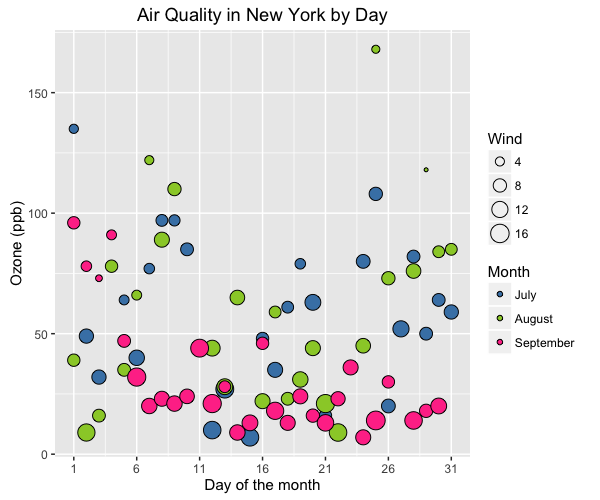 Air Quality in New York by Day
Ozone (ppb)
150
100
50
0
1 6 11 16 21 26 31
Day of the month
Wind
4
8
12
16
Month
July
August
September